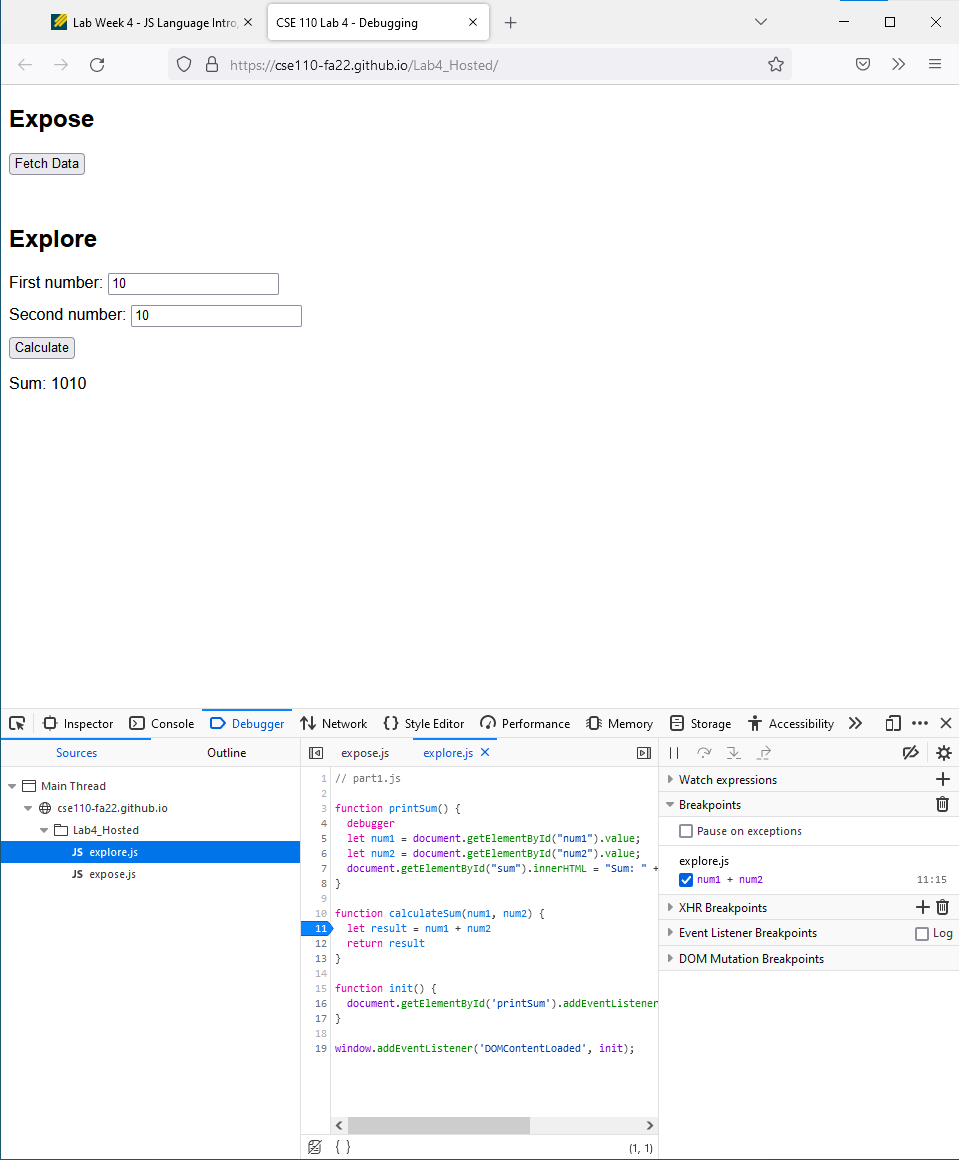 Lab Week 4 - JS Language Intro,
CSE 110 Lab 4 - Debugging
https://cse110-fa22.github.io/Lab4_Hosted/
Expose
Fetch Data
Explore
First number: 10
Second number: 10
Calculate
Sum: 1010
Inspector Console Debugger Network Style Editor Performance Memory Storage Accessibility
Sources Outline
Main Thread
cse110-fa22.github.io
Lab4_Hosted
JS explore.js
JS expose.js
expose.js explore.js
1 // part1.js
2
3 function printSum() {
4 debugger
5 let num1 = document.getElementById("num1").value;
6 let num2 = document.getElementById("num2").value;
7 document.getElementById("sum").innerHTML = "Sum: " +
8 }
9
10 function calculateSum(num1, num2) {
11 let result = num1 + num2
12 return result
13 }
14
15 function init() {
16 document.getElementById('printSum').addEventListener
17 }
18
19 window.addEventListener('DOMContentLoaded', init);
{ } (1, 1)
Watch expressions
Breakpoints
Pause on exceptions
explore.js
num1 + num2 11:15
XHR Breakpoints
Event Listener Breakpoints Log
DOM Mutation Breakpoints